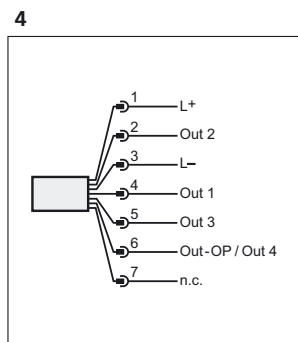 4
1 L+
2 Out 2
3 L–
4 Out 1
5 Out 3
6 Out-OP / Out 4
7 n.c.